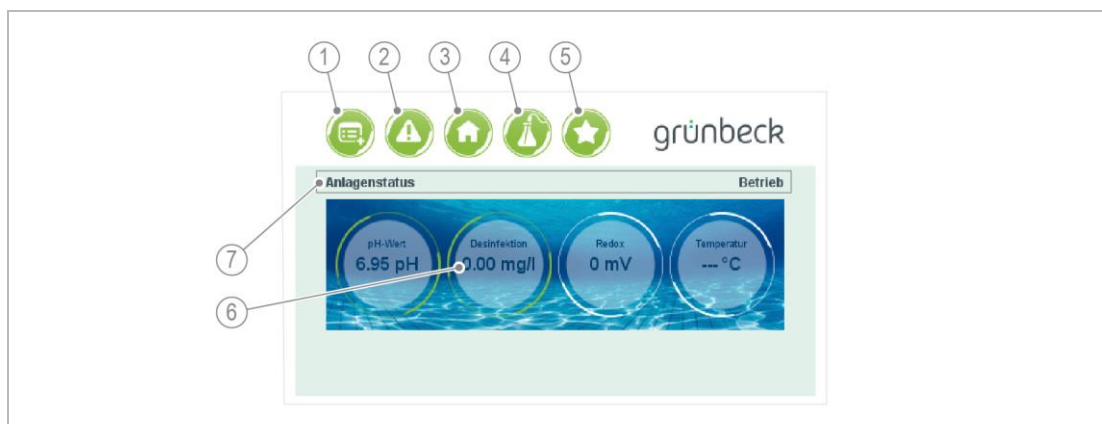 1 2 3 4 5
grünbeck
Anlagenstatus Betrieb
7
pH-Wert Desinfektion Redox Temperatur
6.95 pH 0.00 mg/l 0 mV --- °C
6